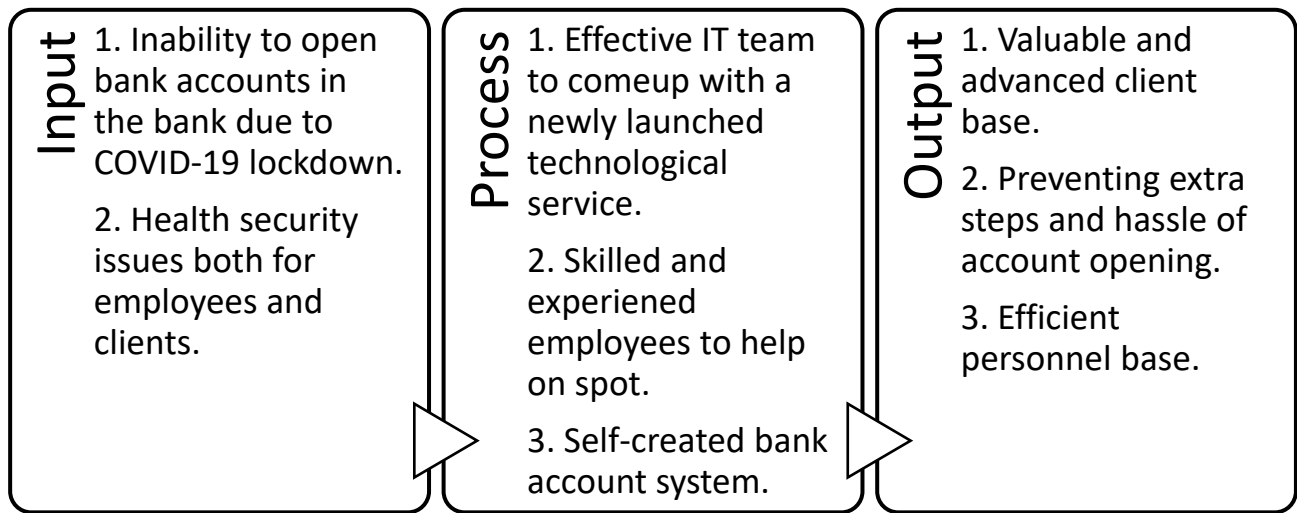 Input
1. Inability to open
bank accounts in
the bank due to
COVID-19 lockdown.
2. Health security
issues both for
employees and
clients.
Process
1. Effective IT team
to comeup with a
newly launched
technological
service.
2. Skilled and
experiened
employees to help
on spot.
3. Self-created bank
account system.
Output
1. Valuable and
advanced client
base.
2. Preventing extra
steps and hassle of
account opening.
3. Efficient
personnel base.